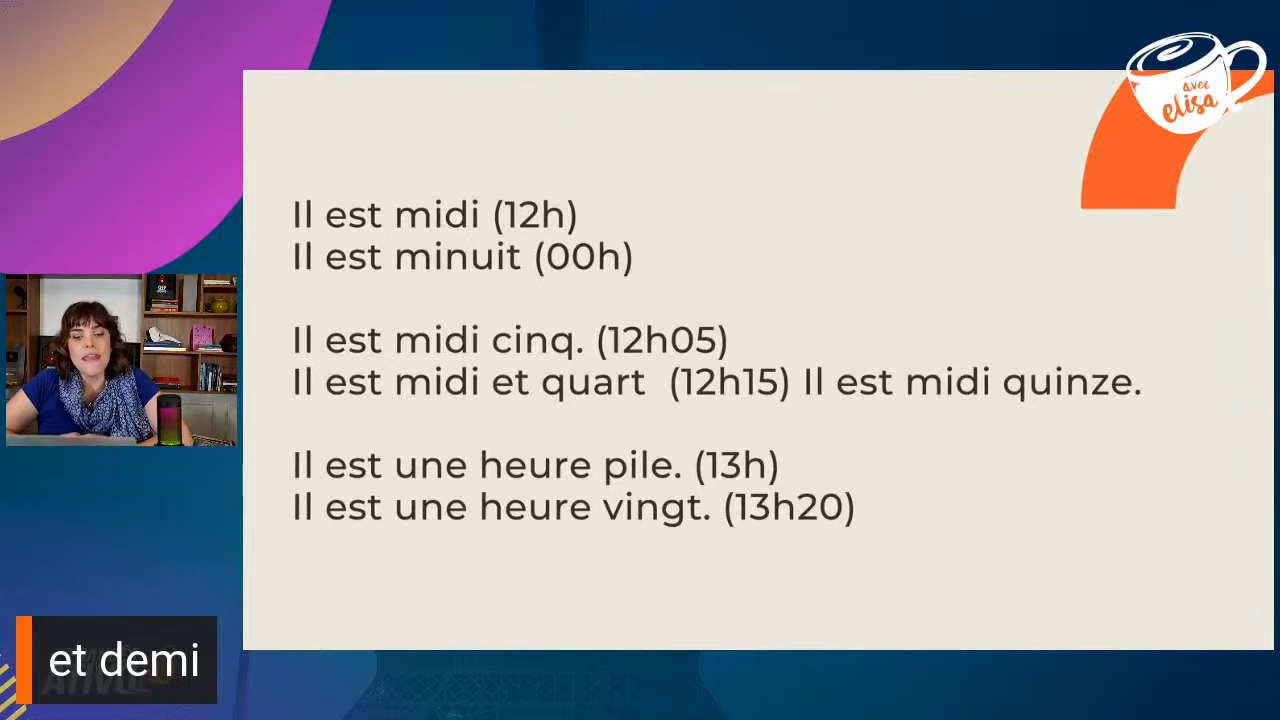 avec
elisa
Il est midi (12h)
Il est minuit (00h)
Il est midi cinq. (12h05)
Il est midi et quart  (12h15) Il est midi quinze.
Il est une heure pile. (13h)
Il est une heure vingt. (13h20)
et demi